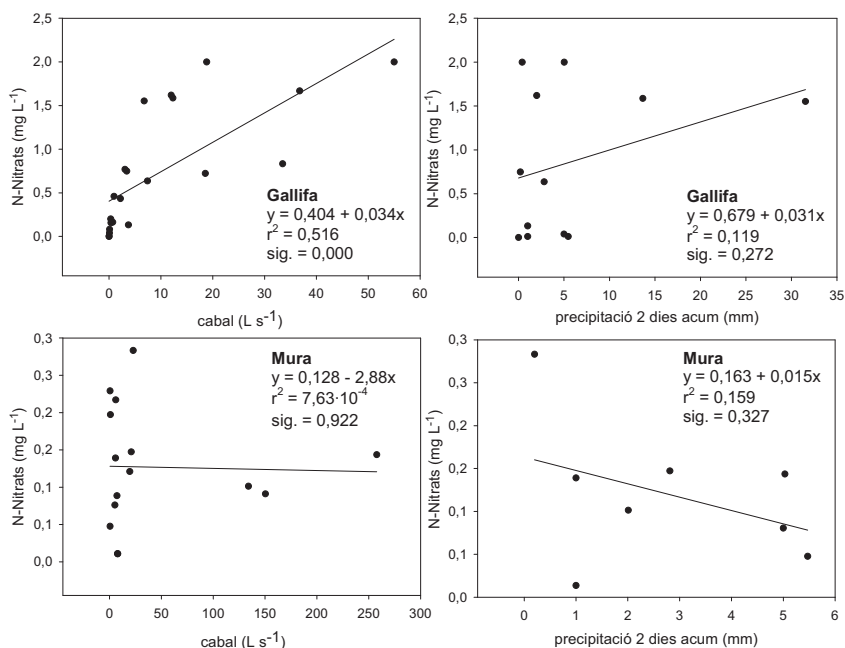 2,5
2,0
1,5
1,0
0,5
0,0
N-Nitrats (mg L-1)
0 10 20 30 40 50 60
cabal (L s-1)
Gallifa
y = 0,404 + 0,034x
r2 = 0,516
sig. = 0,000
2,5
2,0
1,5
1,0
0,5
0,0
N-Nitrats (mg L-1)
0 5 10 15 20 25 30 35
precipitació 2 dies acum (mm)
Gallifa
y = 0,679 + 0,031x
r2 = 0,119
sig. = 0,272
0,3
0,3
0,2
0,2
0,1
0,1
0,0
N-Nitrats (mg L-1)
0 50 100 150 200 250 300
cabal (L s-1)
Mura
y = 0,128 - 2,88x
r2 = 7,63·10-4
sig. = 0,922
0,3
0,3
0,2
0,2
0,1
0,1
0,0
N-Nitrats (mg L-1)
0 1 2 3 4 5 6
precipitació 2 dies acum (mm)
Mura
y = 0,163 + 0,015x
r2 = 0,159
sig. = 0,327